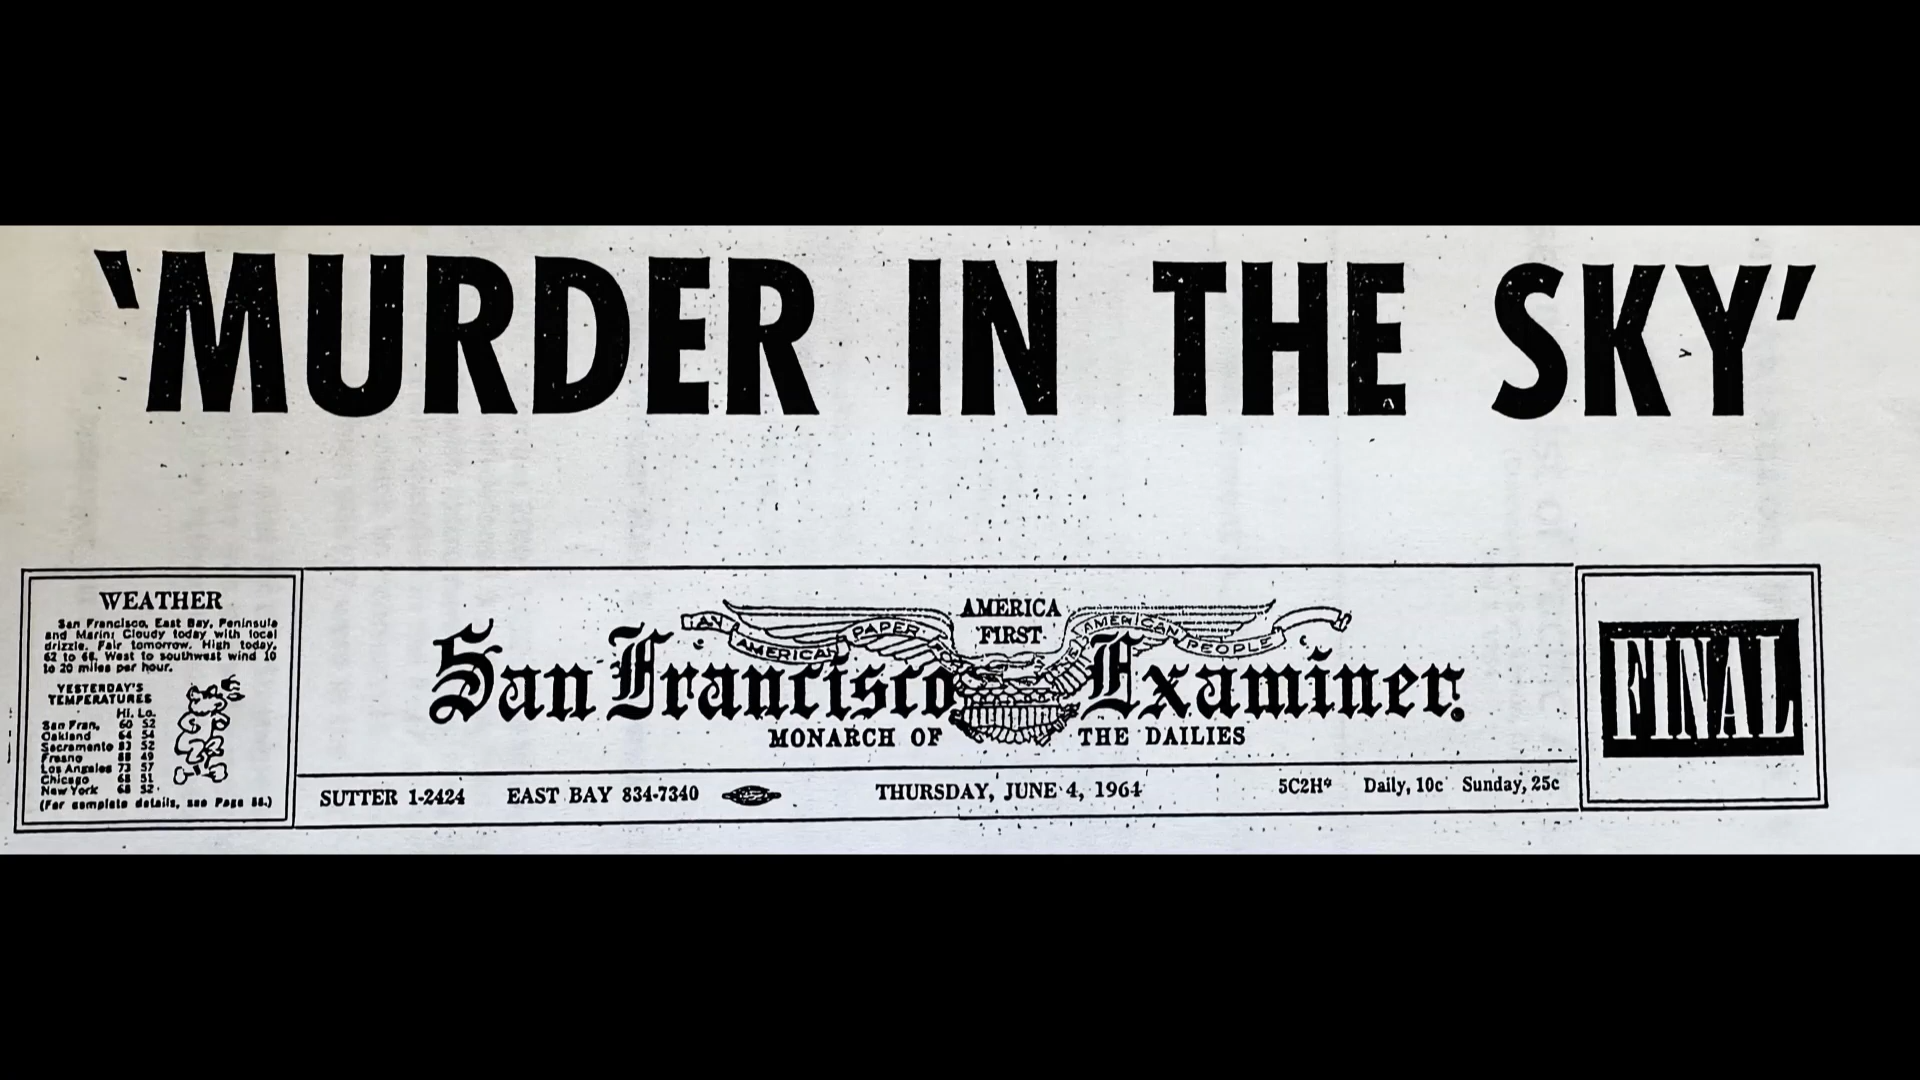 ‘MURDER IN THE SKY’
WEATHER
San Francisco, East Bay, Peninsula
and Marin: Cloudy today with local
drizzle. Fair tomorrow. High today,
62 to 68. West to southwest wind 10
to 20 miles per hour.
YESTERDAY'S
TEMPERATURES
Hi. Lo.
San Fran. 60 52
Oakland 64 54
Sacramento 83 52
Fresno 88 49
Los Angeles 73 57
Chicago 68 51
New York 68 52
(For complete details, see Page 56.)
AMERICA
FIRST
AN AMERICAN PAPER FOR THE AMERICAN PEOPLE
San Francisco Examiner
MONARCH OF THE DAILIES
SUTTER 1-2424 EAST BAY 834-7340 THURSDAY, JUNE 4, 1964 5C2H* Daily, 10c Sunday, 25c
FINAL